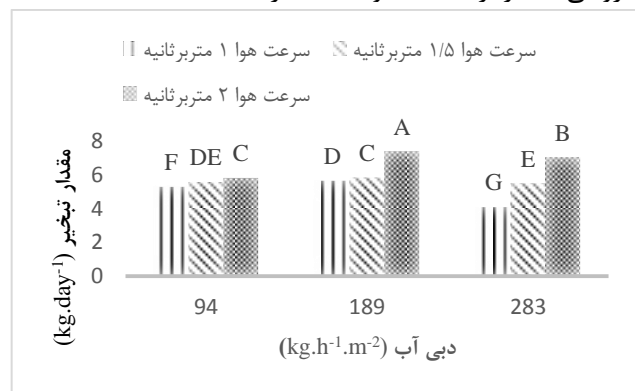 سرعت هوا ۱ متربرثانیه سرعت هوا ۱/۵ متربرثانیه
سرعت هوا ۲ متربرثانیه
مقدار تبخیر (kg.day-1)
8
6
4
2
0
F DE C D C A G E B
94 189 283
دبی آب (kg.h-1.m-2)